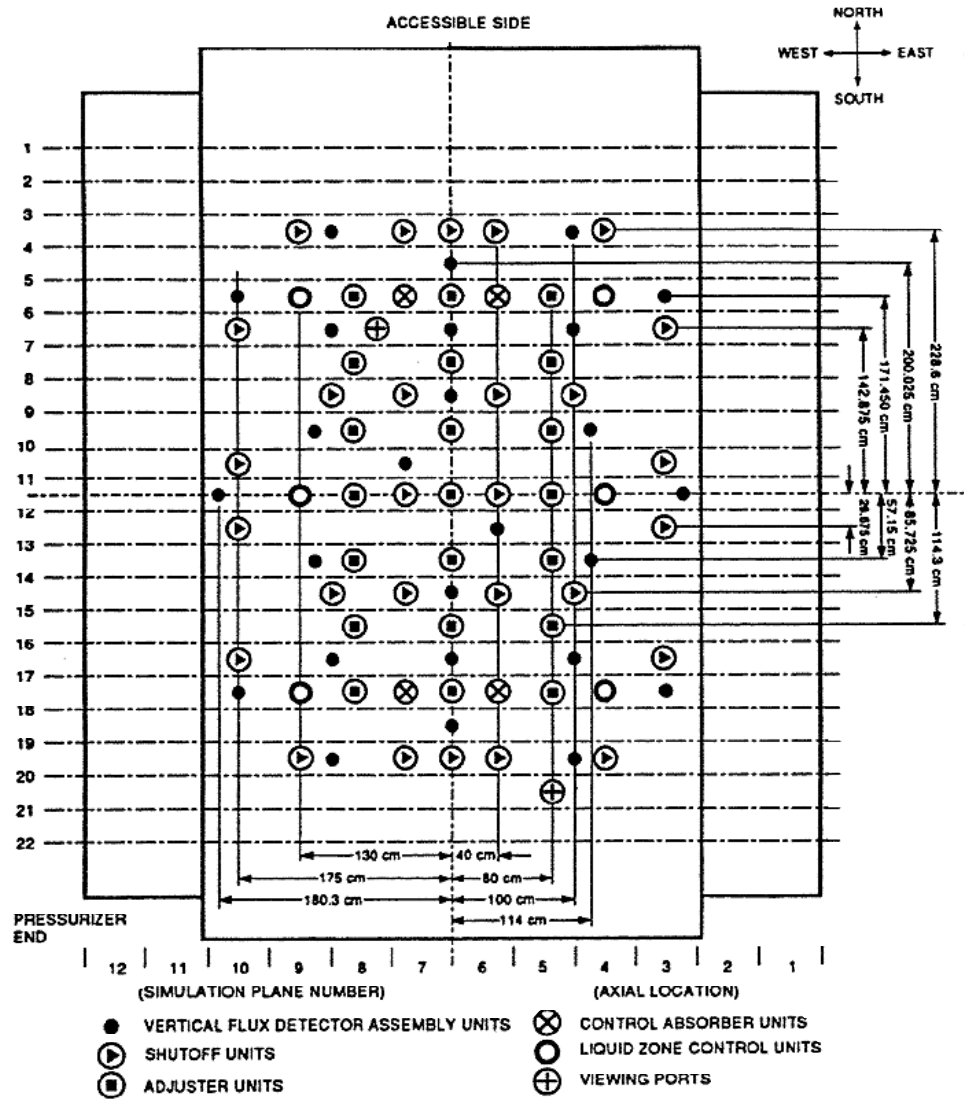 ACCESSIBLE SIDE
NORTH
WEST
EAST
SOUTH
1
2
3
4
5
6
7
8
9
10
11
12
13
14
15
16
17
18
19
20
21
22
228.6 cm
200.025 cm
171.450 cm
142.875 cm
28.575 cm
57.15 cm
85.725 cm
114.3 cm
130 cm
40 cm
175 cm
80 cm
180.3 cm
100 cm
114 cm
PRESSURIZER
END
12 11 10 9 8 7 6 5 4 3 2 1
(SIMULATION PLANE NUMBER)
(AXIAL LOCATION)
VERTICAL FLUX DETECTOR ASSEMBLY UNITS
SHUTOFF UNITS
ADJUSTER UNITS
CONTROL ABSORBER UNITS
LIQUID ZONE CONTROL UNITS
VIEWING PORTS